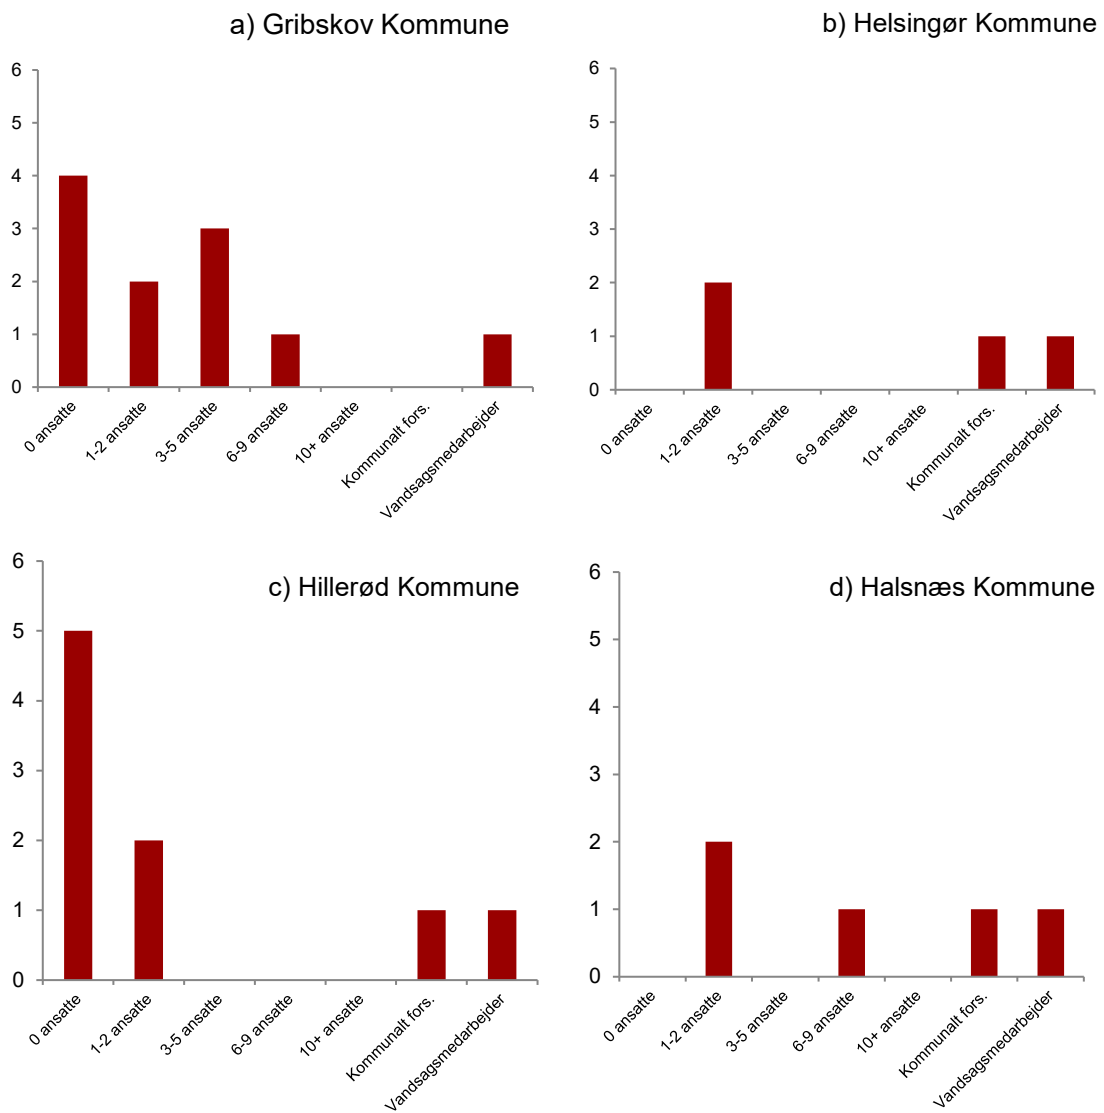 a) Gribskov Kommune
6
5
4
3
2
1
0
0 ansatte
1-2 ansatte
3-5 ansatte
6-9 ansatte
10+ ansatte
Kommunalt fors.
Vandsagsmedarbejder
b) Helsingør Kommune
6
5
4
3
2
1
0
0 ansatte
1-2 ansatte
3-5 ansatte
6-9 ansatte
10+ ansatte
Kommunalt fors.
Vandsagsmedarbejder
c) Hillerød Kommune
6
5
4
3
2
1
0
0 ansatte
1-2 ansatte
3-5 ansatte
6-9 ansatte
10+ ansatte
Kommunalt fors.
Vandsagsmedarbejder
d) Halsnæs Kommune
6
5
4
3
2
1
0
0 ansatte
1-2 ansatte
3-5 ansatte
6-9 ansatte
10+ ansatte
Kommunalt fors.
Vandsagsmedarbejder